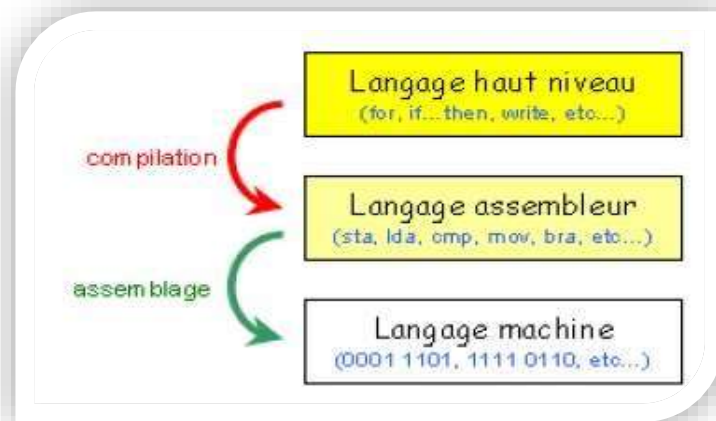 Langage haut niveau
(for, if...then, write, etc...)
compilation
Langage assembleur
(sta, lda, cmp, mov, bra, etc...)
assemblage
Langage machine
(0001 1101, 1111 0110, etc...)